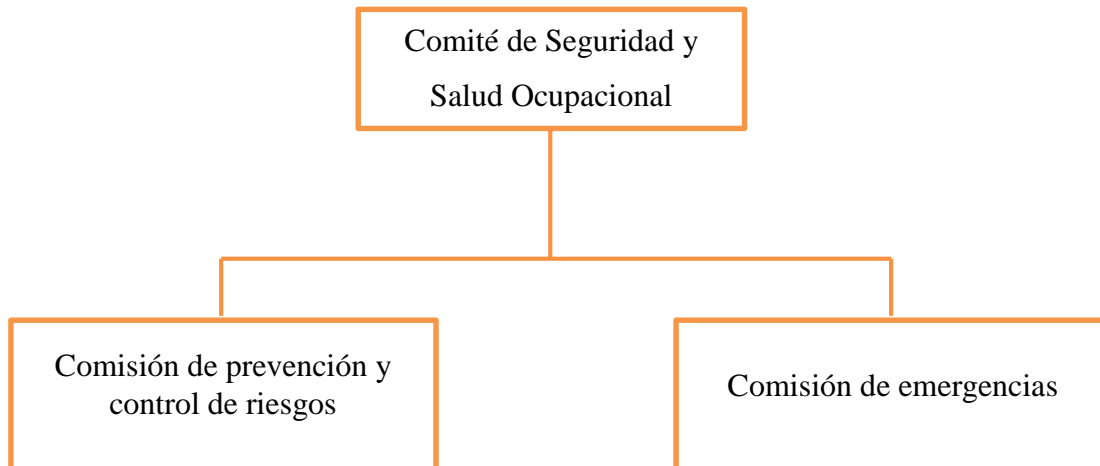 Comité de Seguridad y
Salud Ocupacional
Comisión de prevención y
control de riesgos
Comisión de emergencias